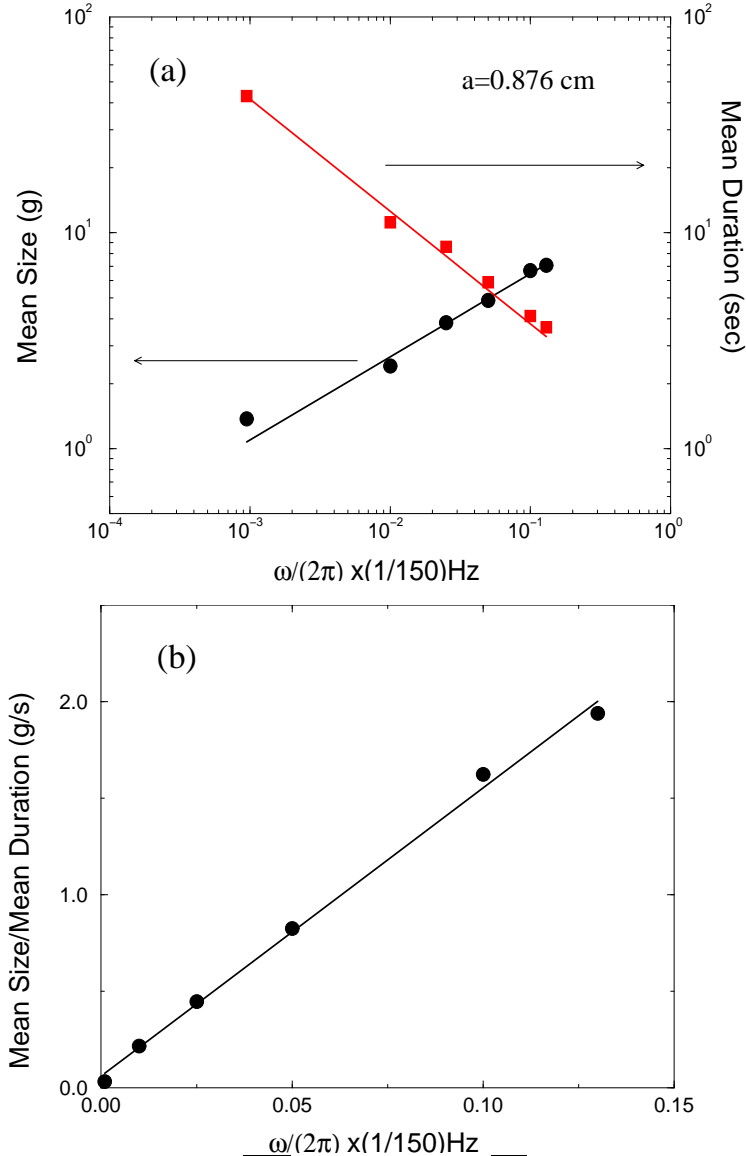 (a)
a=0.876 cm
Mean Size (g)
Mean Duration (sec)
10² 10²
10¹ 10¹
10⁰ 10⁰
10⁻⁴ 10⁻³ 10⁻² 10⁻¹ 10⁰
ω/(2π) x(1/150)Hz
(b)
Mean Size/Mean Duration (g/s)
2.0
1.0
0.0
0.00 0.05 0.10 0.15
ω/(2π) x(1/150)Hz